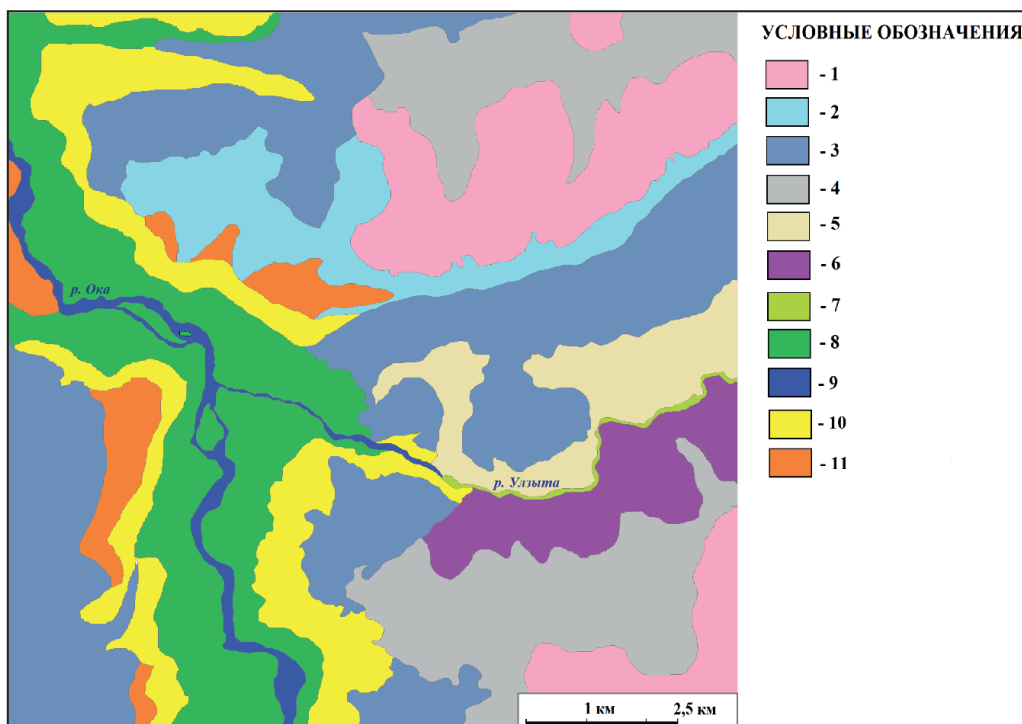 УСЛОВНЫЕ ОБОЗНАЧЕНИЯ
- 1
- 2
- 3
- 4
- 5
- 6
- 7
- 8
- 9
- 10
- 11
р. Ока
р. Улзыта
1 км 2,5 км